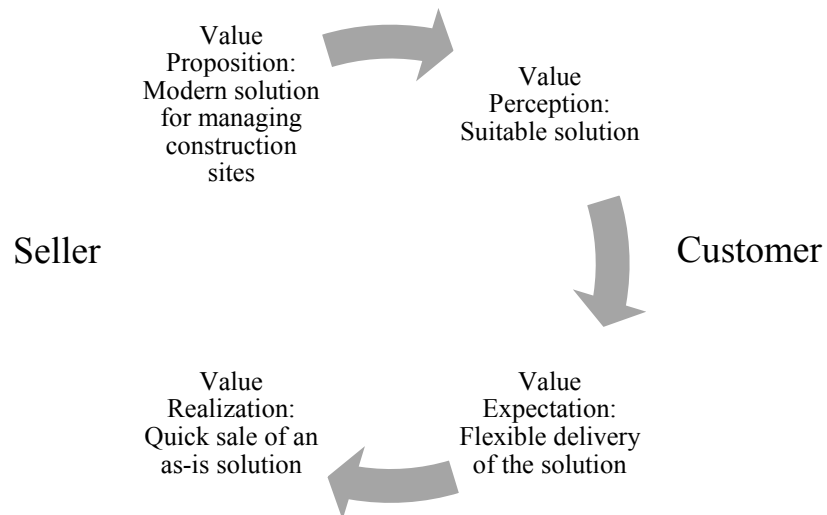 Value
Proposition:
Modern solution
for managing
construction
sites
Value
Perception:
Suitable solution
Seller
Customer
Value
Realization:
Quick sale of an
as-is solution
Value
Expectation:
Flexible delivery
of the solution